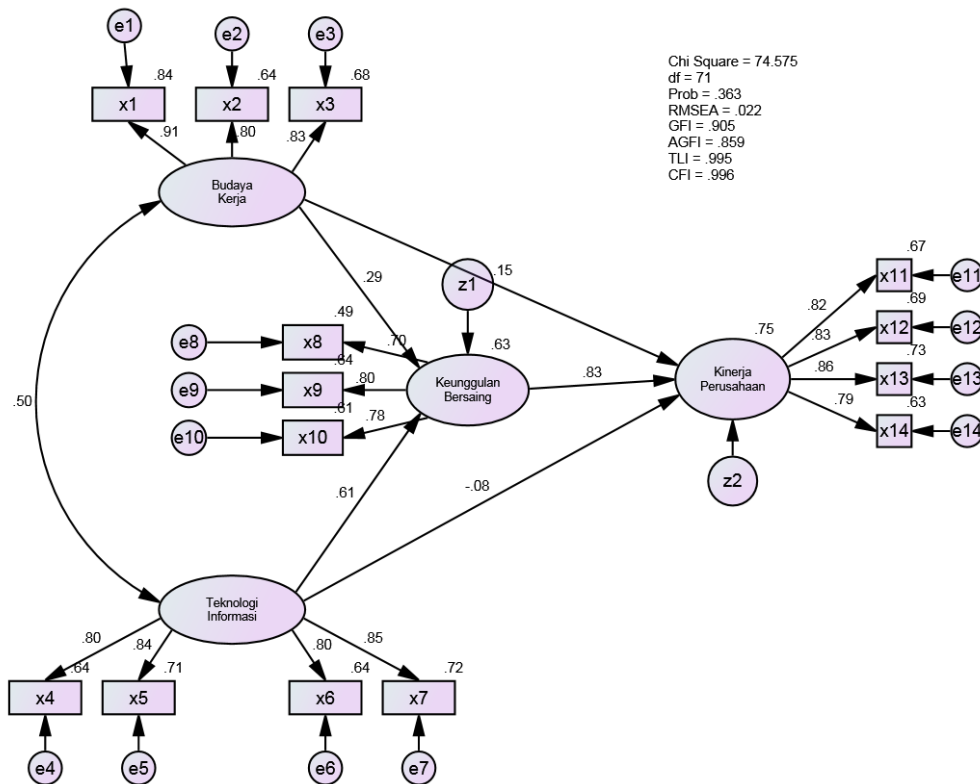 e1
e2
e3
.84
.64
.68
x1
x2
x3
.91
.80
.83
Chi Square = 74.575
df = 71
Prob = .363
RMSEA = .022
GFI = .905
AGFI = .859
TLI = .995
CFI = .996
Budaya
Kerja
.15
.29
z1
.67
x11
e11
.82
.69
x12
e12
.83
.73
x13
e13
.86
.63
x14
e14
.79
.75
Kinerja
Perusahaan
z2
.49
e8
x8
.70
.64
e9
x9
.80
.61
e10
x10
.78
.63
Keunggulan
Bersaing
.83
.50
.61
-.08
Teknologi
Informasi
.80
.84
.80
.85
.64
.71
.64
.72
x4
x5
x6
x7
e4
e5
e6
e7